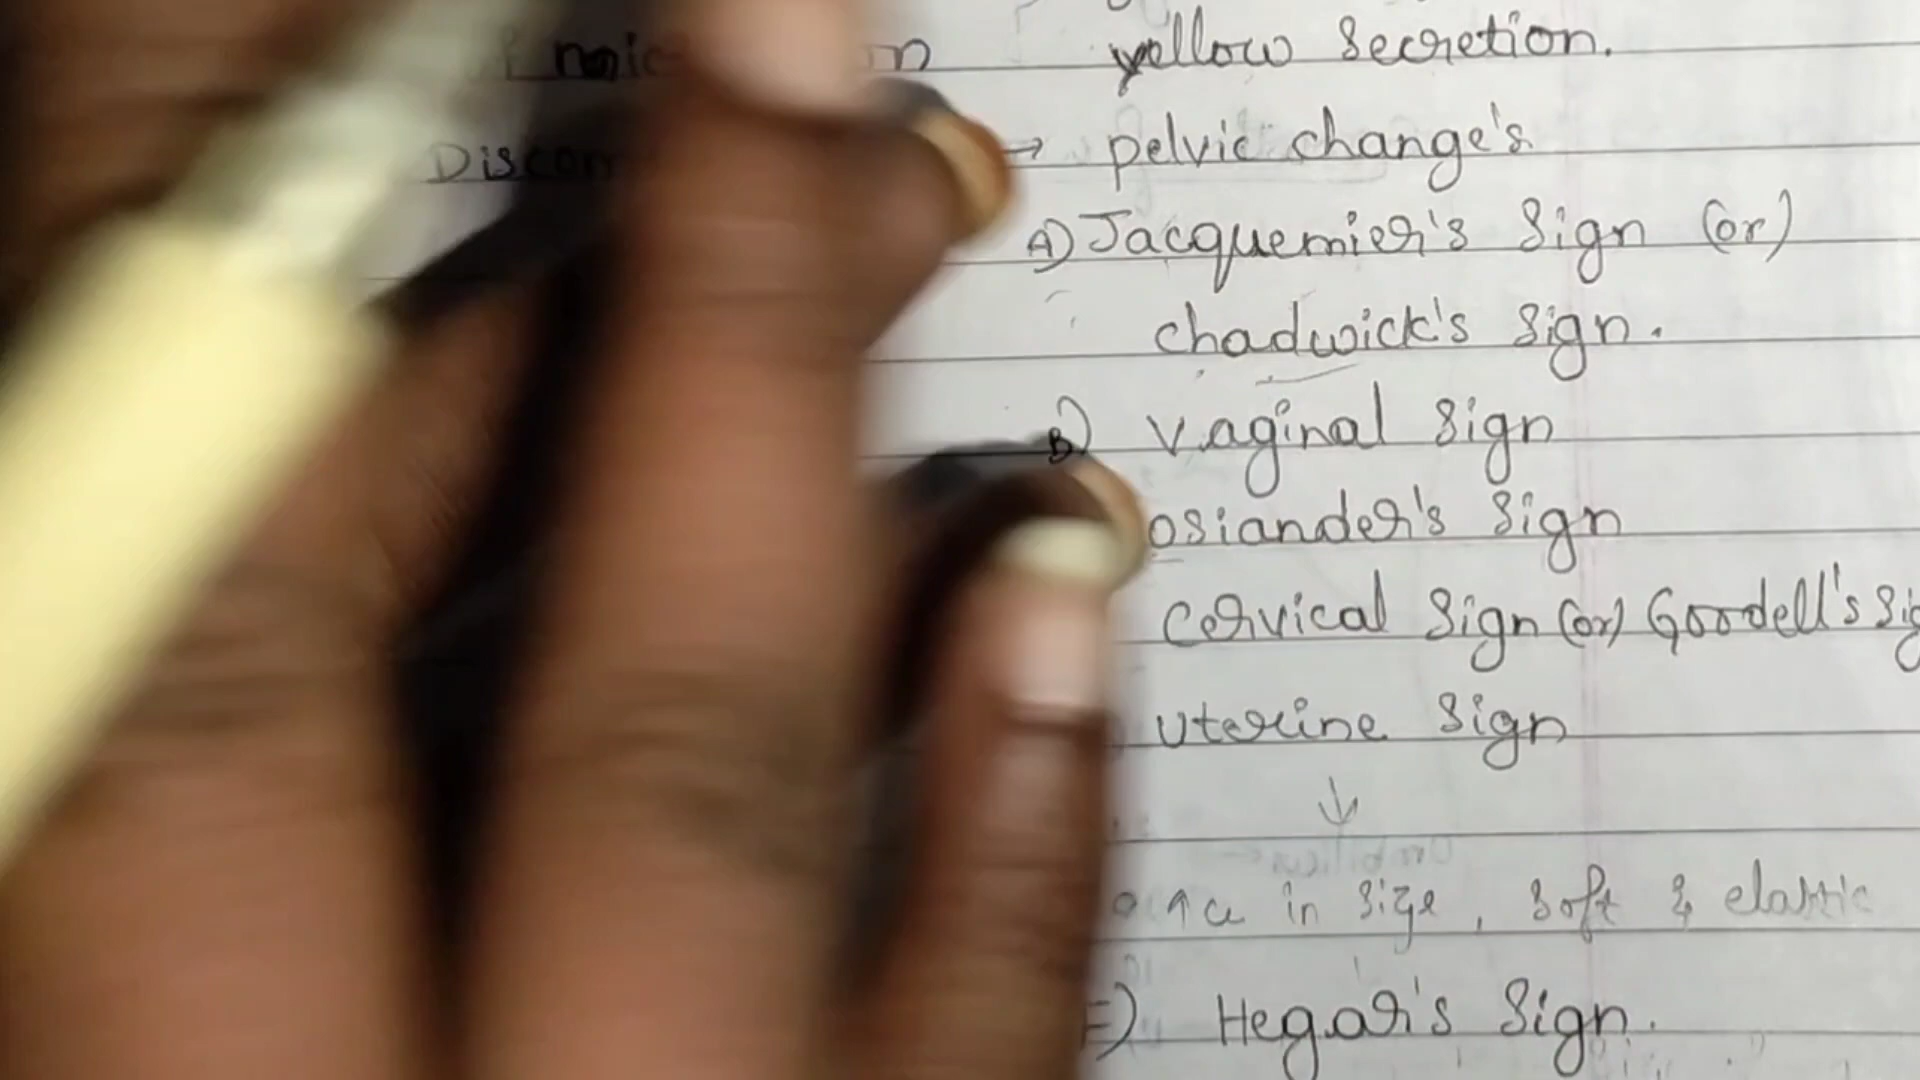 yellow secretion.
→ pelvic change's
A) Jacquemier's sign (or)
chadwick's sign.
B) vaginal sign
osiander's sign
cervical sign (or) Goodell's
uterine sign
↓
in size, soft & elastic
Hegar's sign.